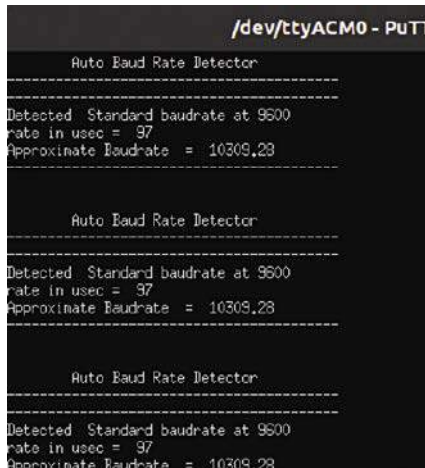 /dev/ttyACM0 - PuTT
Auto Baud Rate Detector
----------------------------------------
----------------------------------------
Detected  Standard baudrate at 9600
rate in usec =  97
Approximate Baudrate  =  10309.28
----------------------------------------
Auto Baud Rate Detector
----------------------------------------
----------------------------------------
Detected  Standard baudrate at 9600
rate in usec =  97
Approximate Baudrate  =  10309.28
----------------------------------------
Auto Baud Rate Detector
----------------------------------------
----------------------------------------
Detected  Standard baudrate at 9600
rate in usec =  97
Approximate Baudrate  =  10309.28